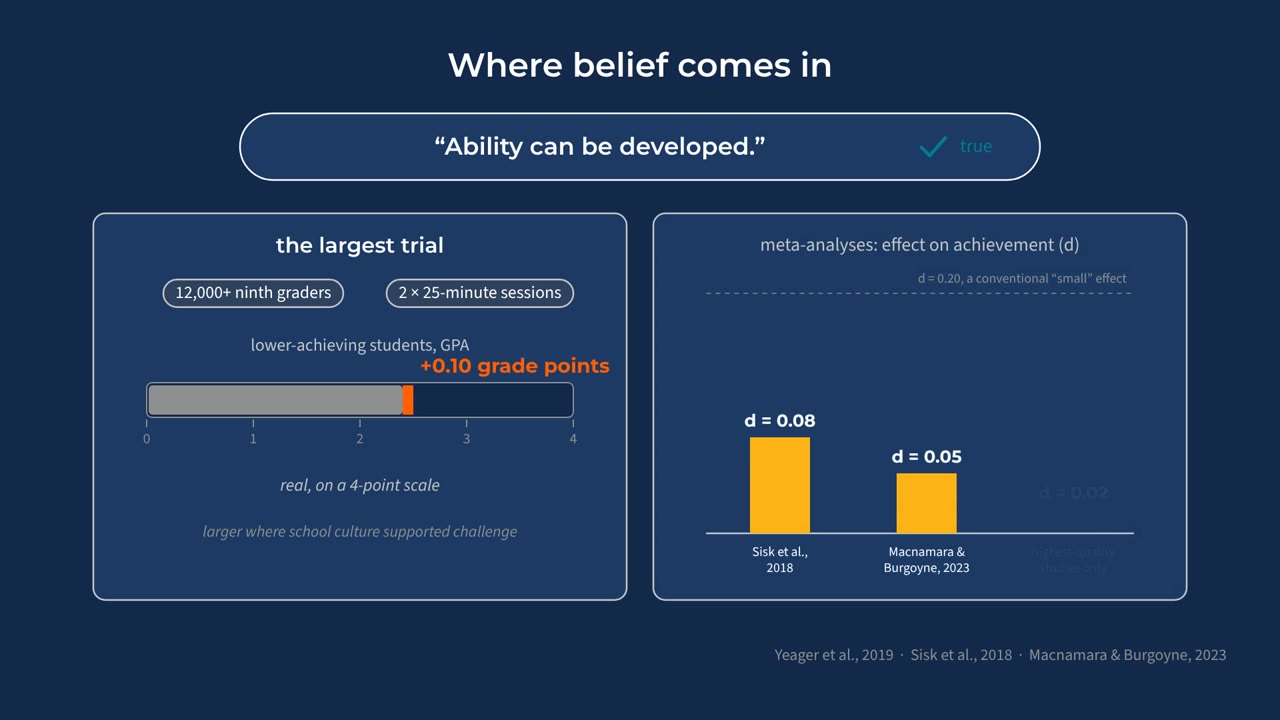 Where belief comes in
“Ability can be developed.”
true
the largest trial
12,000+ ninth graders
2 × 25-minute sessions
lower-achieving students, GPA
+0.10 grade points
0 1 2 3 4
real, on a 4-point scale
larger where school culture supported challenge
meta-analyses: effect on achievement (d)
d = 0.20, a conventional “small” effect
d = 0.08
d = 0.05
d = 0.02
Sisk et al.,
2018
Macnamara &
Burgoyne, 2023
highest-quality
studies only
Yeager et al., 2019 · Sisk et al., 2018 · Macnamara & Burgoyne, 2023